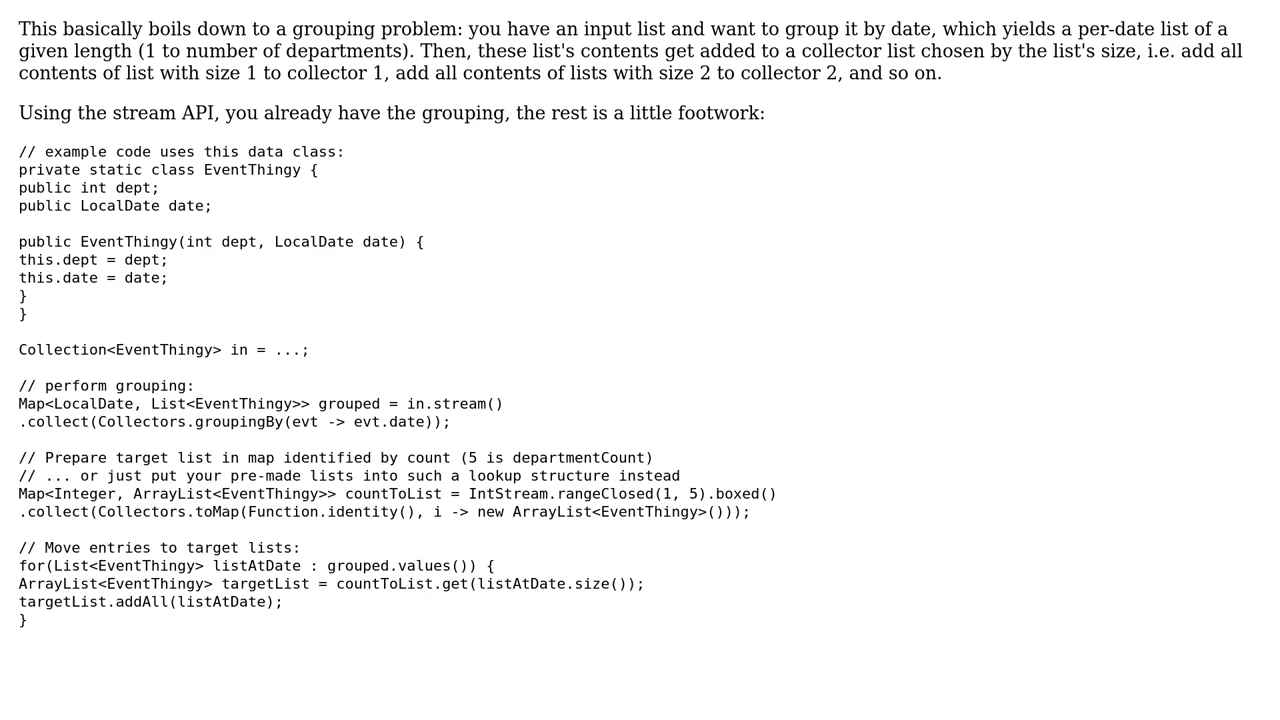 This basically boils down to a grouping problem: you have an input list and want to group it by date, which yields a per-date list of a
given length (1 to number of departments). Then, these list's contents get added to a collector list chosen by the list's size, i.e. add all
contents of list with size 1 to collector 1, add all contents of lists with size 2 to collector 2, and so on.
Using the stream API, you already have the grouping, the rest is a little footwork:
// example code uses this data class:
private static class EventThingy {
public int dept;
public LocalDate date;
public EventThingy(int dept, LocalDate date) {
this.dept = dept;
this.date = date;
}
}
Collection<EventThingy> in = ...;
// perform grouping:
Map<LocalDate, List<EventThingy>> grouped = in.stream()
.collect(Collectors.groupingBy(evt -> evt.date));
// Prepare target list in map identified by count (5 is departmentCount)
// ... or just put your pre-made lists into such a lookup structure instead
Map<Integer, ArrayList<EventThingy>> countToList = IntStream.rangeClosed(1, 5).boxed()
.collect(Collectors.toMap(Function.identity(), i -> new ArrayList<EventThingy>()));
// Move entries to target lists:
for(List<EventThingy> listAtDate : grouped.values()) {
ArrayList<EventThingy> targetList = countToList.get(listAtDate.size());
targetList.addAll(listAtDate);
}